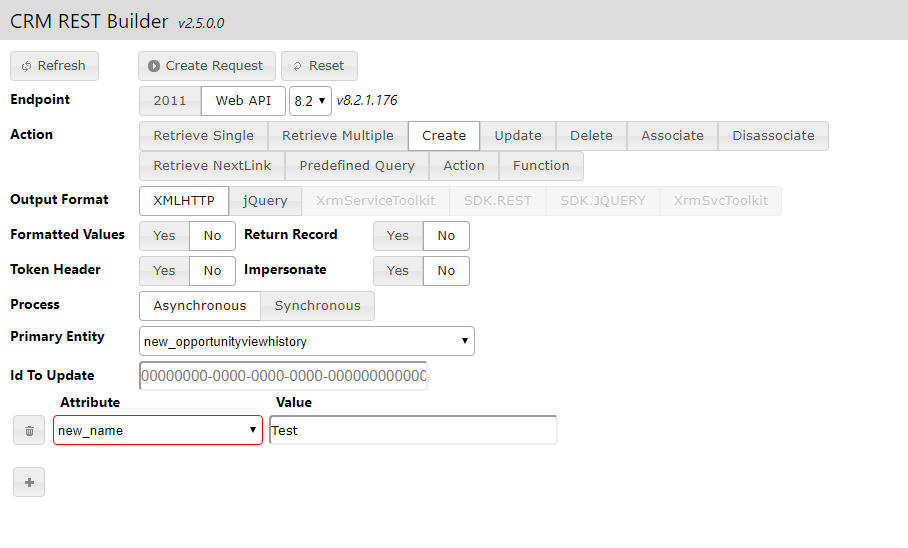 CRM REST Builder v2.5.0.0
Refresh Create Request Reset
Endpoint 2011 Web API 8.2 v8.2.1.176
Action Retrieve Single Retrieve Multiple Create Update Delete Associate Disassociate
Retrieve NextLink Predefined Query Action Function
Output Format XMLHTTP jQuery XrmServiceToolkit SDK.REST SDK.JQUERY XrmSvcToolkit
Formatted Values Yes No Return Record Yes No
Token Header Yes No Impersonate Yes No
Process Asynchronous Synchronous
Primary Entity new_opportunityviewhistory
Id To Update 00000000-0000-0000-0000-000000000000
Attribute Value
new_name Test